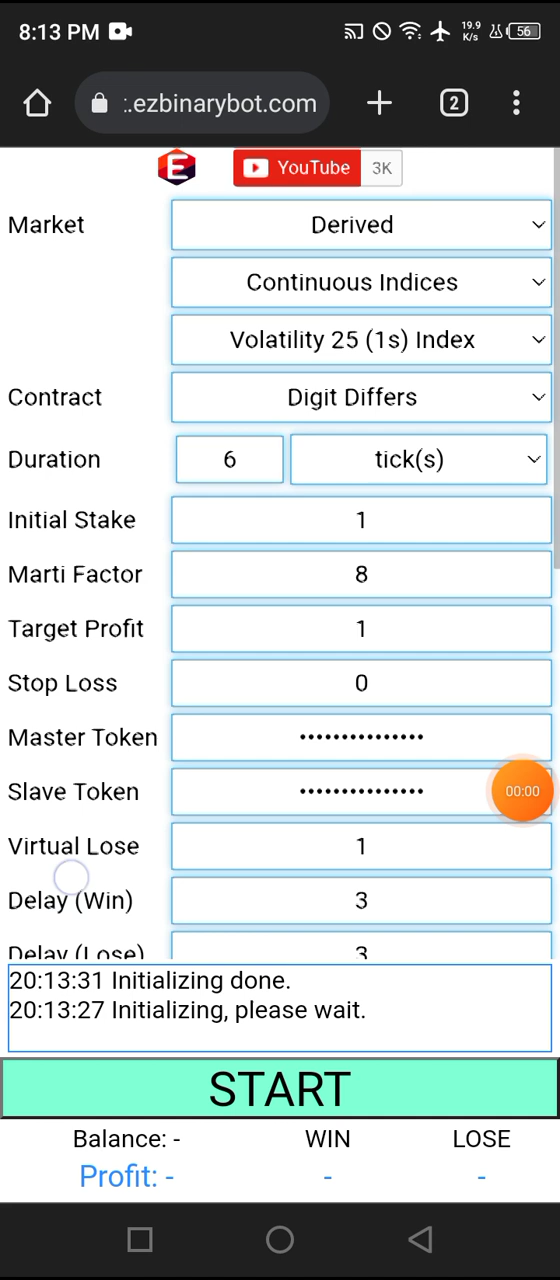 8:13 PM 19.9 K/s 56
:.ezbinarybot.com 2
E YouTube 3K
Market Derived
Continuous Indices
Volatility 25 (1s) Index
Contract Digit Differs
Duration 6 tick(s)
Initial Stake 1
Marti Factor 8
Target Profit 1
Stop Loss 0
Master Token •••••••••••••••
Slave Token •••••••••••••••
00:00
Virtual Lose 1
Delay (Win) 3
Delay (Lose) 3
20:13:31 Initializing done.
20:13:27 Initializing, please wait.
START
Balance: - WIN LOSE
Profit: - - -